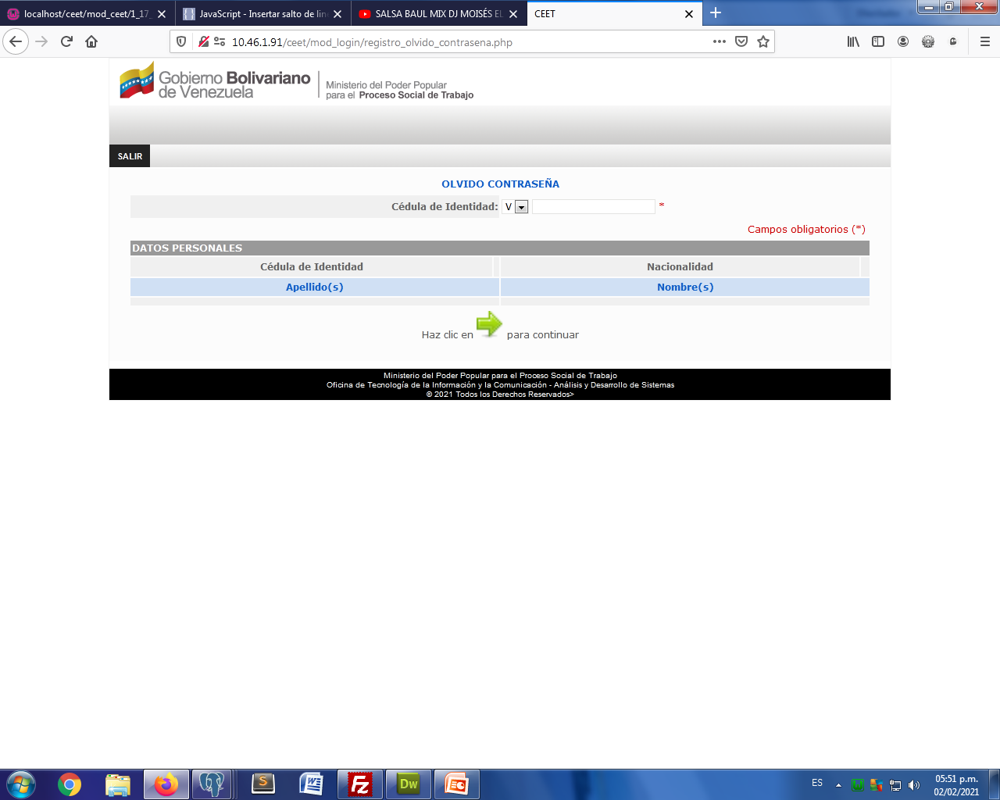 localhost/ceet/mod_ceet/1_17_
JavaScript - Insertar salto de lin
SALSA BAUL MIX DJ MOISÉS EL
CEET
10.46.1.91/ceet/mod_login/registro_olvido_contrasena.php
Gobierno Bolivariano
de Venezuela
Ministerio del Poder Popular
para el Proceso Social de Trabajo
SALIR
OLVIDO CONTRASEÑA
Cédula de Identidad: V *
Campos obligatorios (*)
DATOS PERSONALES
Cédula de Identidad Nacionalidad
Apellido(s) Nombre(s)
Haz clic en para continuar
Ministerio del Poder Popular para el Proceso Social de Trabajo
Oficina de Tecnología de la Información y la Comunicación - Análisis y Desarrollo de Sistemas
© 2021 Todos los Derechos Reservados>
S
W
Fz
Dw
ES
05:51 p.m.
02/02/2021